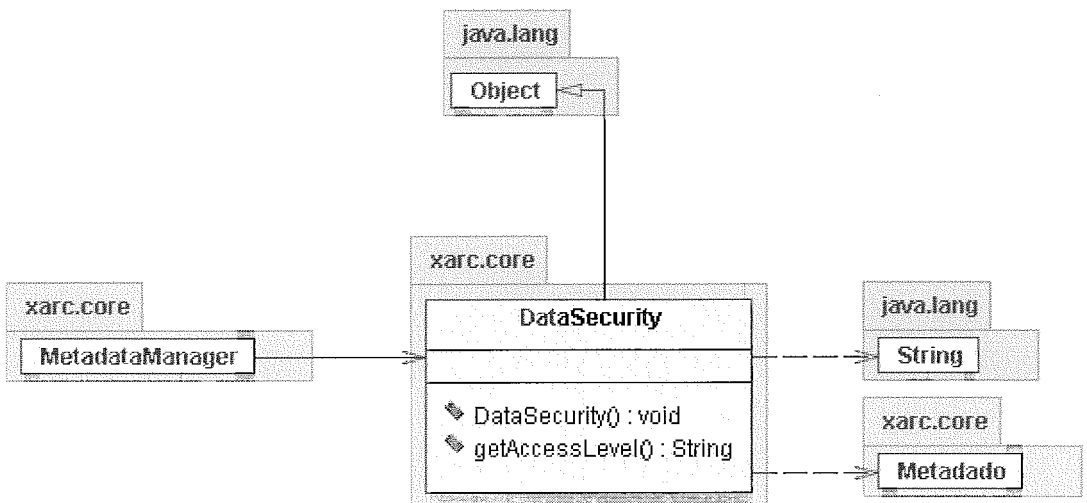 java.lang
Object
xarc.core
xarc.core
DataSecurity
java.lang
MetadataManager
String
DataSecurity() : void
xarc.core
getAccessLevel() : String
Metadado